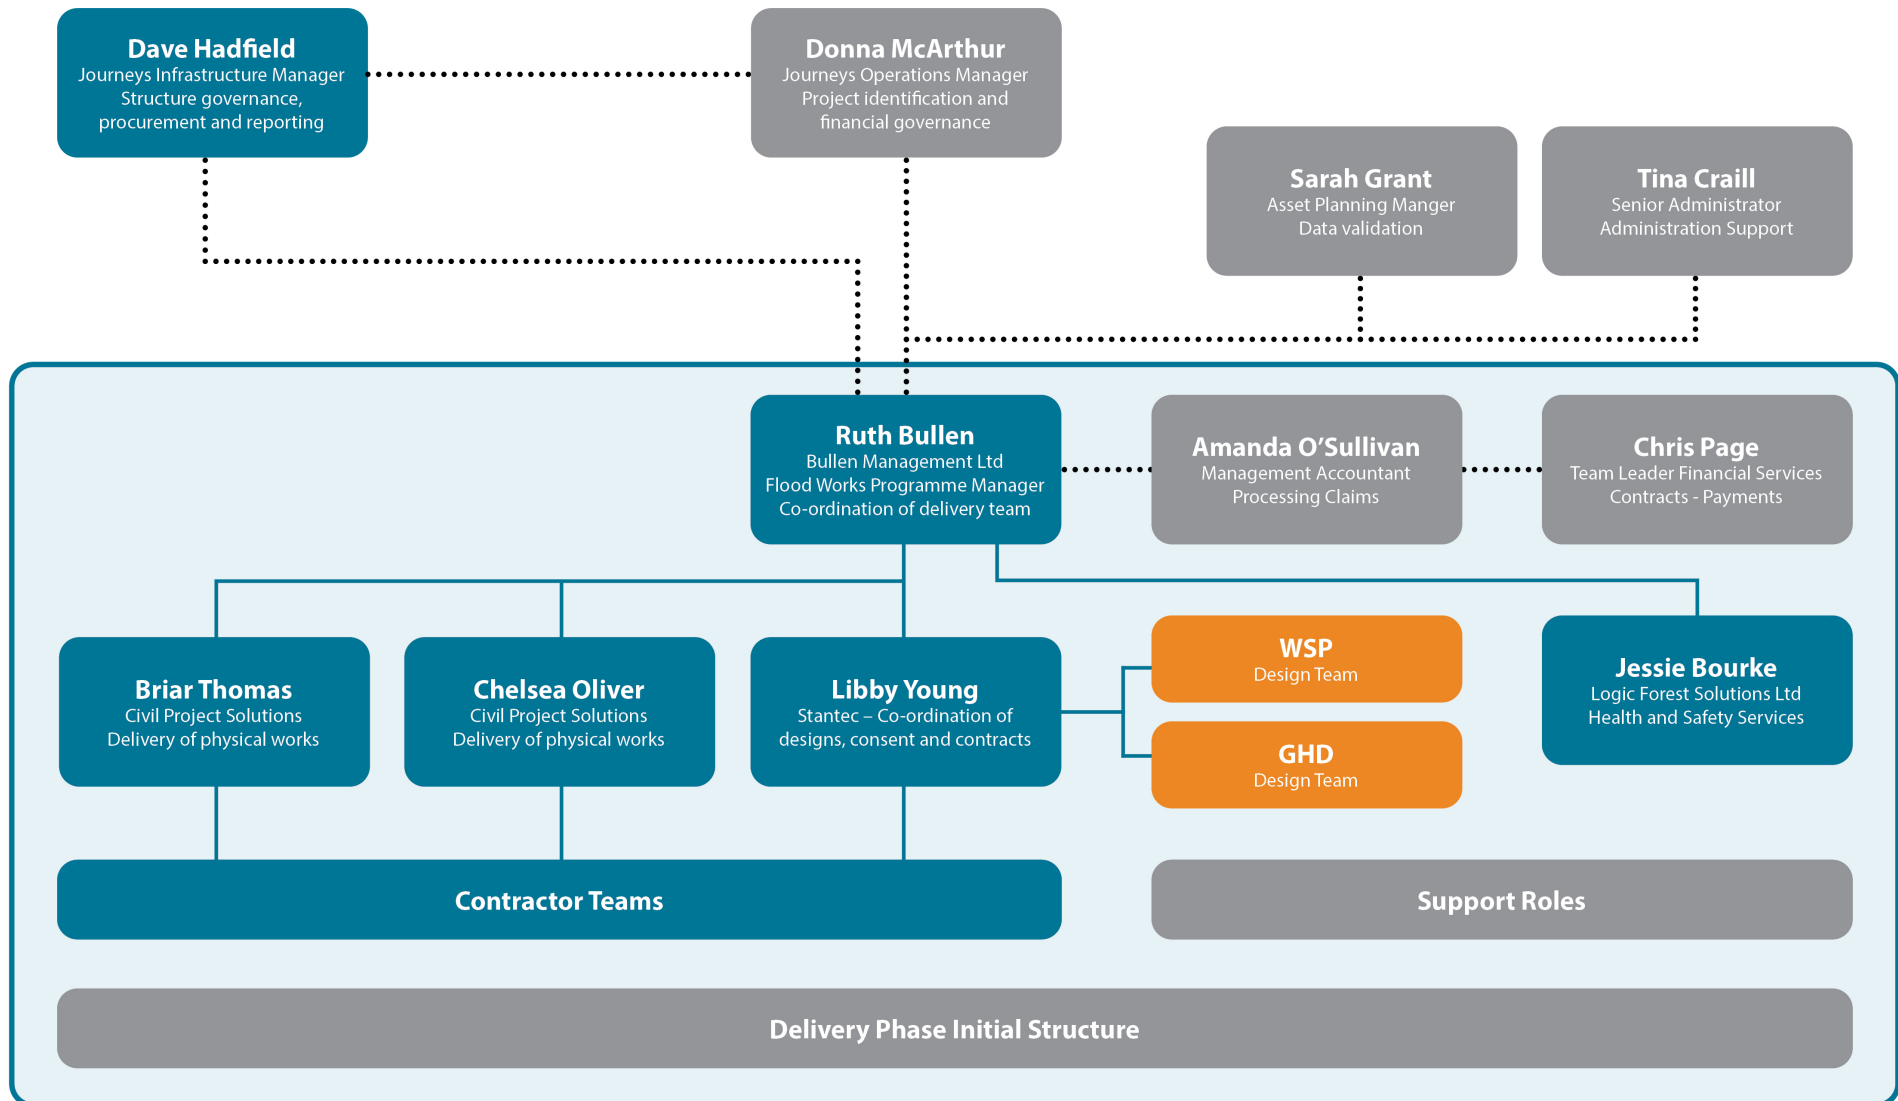 Dave Hadfield
Journeys Infrastructure Manager
Structure governance,
procurement and reporting
Donna McArthur
Journeys Operations Manager
Project identification and
financial governance
Sarah Grant
Asset Planning Manger
Data validation
Tina Craill
Senior Administrator
Administration Support
Ruth Bullen
Bullen Management Ltd
Flood Works Programme Manager
Co-ordination of delivery team
Amanda O’Sullivan
Management Accountant
Processing Claims
Chris Page
Team Leader Financial Services
Contracts - Payments
Briar Thomas
Civil Project Solutions
Delivery of physical works
Chelsea Oliver
Civil Project Solutions
Delivery of physical works
Libby Young
Stantec – Co-ordination of
designs, consent and contracts
WSP
Design Team
GHD
Design Team
Jessie Bourke
Logic Forest Solutions Ltd
Health and Safety Services
Contractor Teams
Support Roles
Delivery Phase Initial Structure